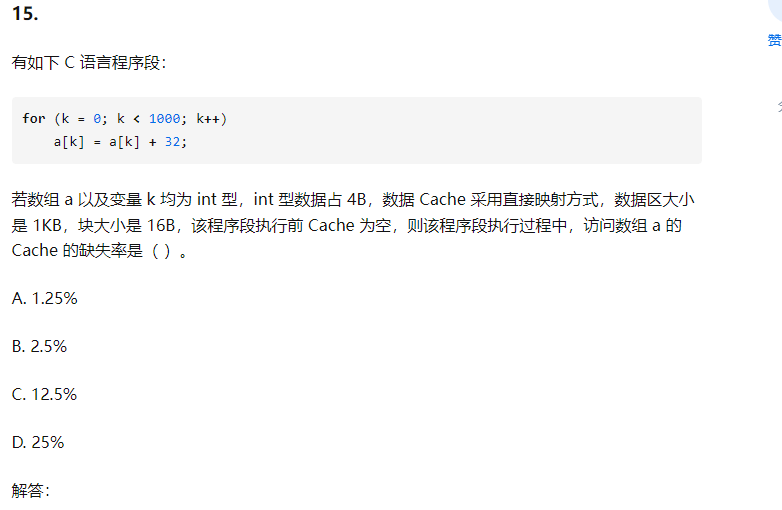 15.
赞
有如下 C 语言程序段：
for (k = 0; k < 1000; k++)
a[k] = a[k] + 32;
若数组 a 以及变量 k 均为 int 型，int 型数据占 4B，数据 Cache 采用直接映射方式，数据区大小
是 1KB，块大小是 16B，该程序段执行前 Cache 为空，则该程序段执行过程中，访问数组 a 的
Cache 的缺失率是（ ）。
A. 1.25%
B. 2.5%
C. 12.5%
D. 25%
解答：